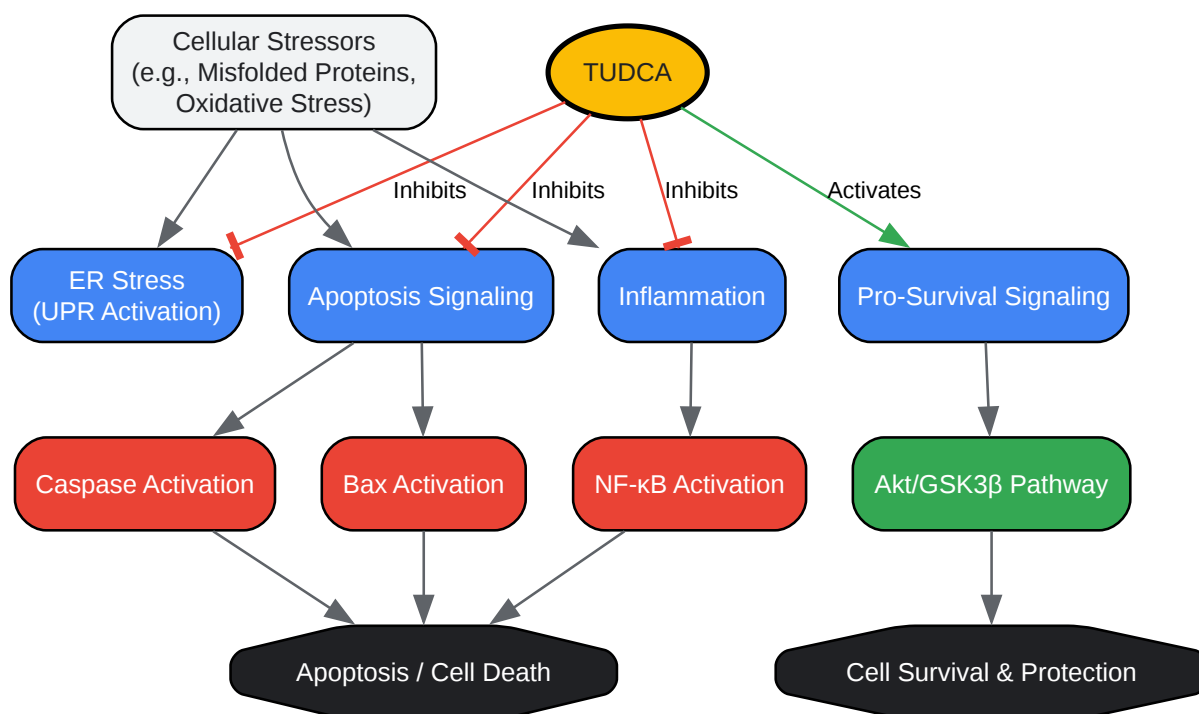 Cellular Stressors
(e.g., Misfolded Proteins,
Oxidative Stress)
TUDCA
Inhibits
Inhibits
Inhibits
Activates
ER Stress
(UPR Activation)
Apoptosis Signaling
Inflammation
Pro-Survival Signaling
Caspase Activation
Bax Activation
NF-κB Activation
Akt/GSK3β Pathway
Apoptosis / Cell Death
Cell Survival & Protection